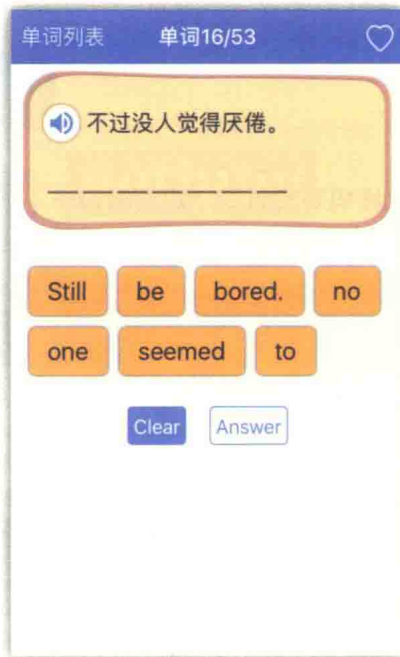 单词列表 单词16/53
不过没人觉得厌倦。
_ _ _ _ _ _ _
Still be bored. no
one seemed to
Clear Answer